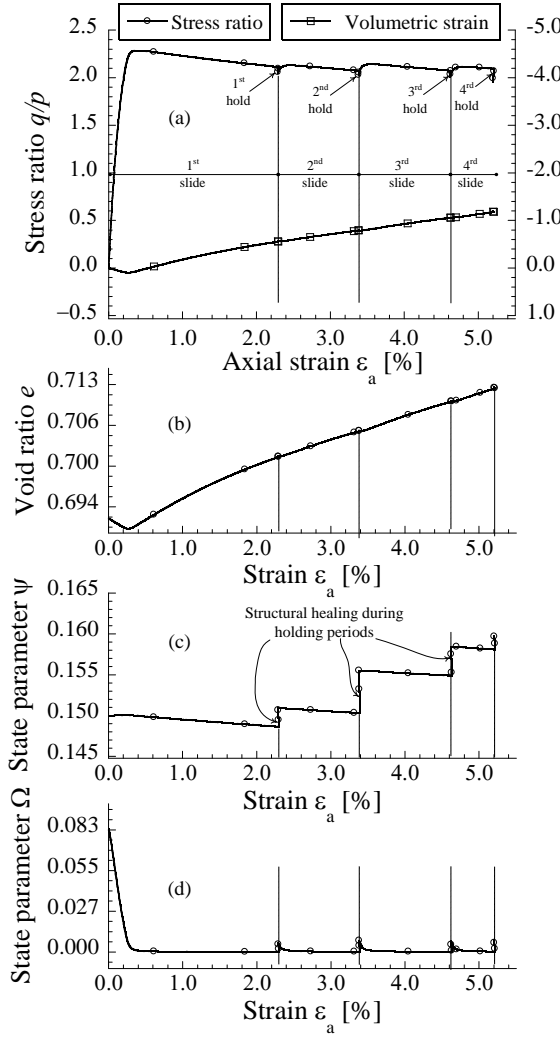 Stress ratio
Volumetric strain
2.5
2.0
1.5
1.0
0.5
0.0
–0.5
Stress ratio q/p
-5.0
-4.0
-3.0
-2.0
-1.0
-0.0
1.0
(a)
1st hold
2nd hold
3rd hold
4rd hold
1st slide
2nd slide
3rd slide
4rd slide
0.0 1.0 2.0 3.0 4.0 5.0
Axial strain εa [%]
0.713
0.706
0.700
0.694
Void ratio e
(b)
0.0 1.0 2.0 3.0 4.0 5.0
Strain εa [%]
0.165
0.160
0.155
0.150
0.145
State parameter ψ
(c)
Structural healing during
holding periods
0.0 1.0 2.0 3.0 4.0 5.0
Strain εa [%]
0.083
0.055
0.027
0.000
State parameter Ω
(d)
0.0 1.0 2.0 3.0 4.0 5.0
Strain εa [%]